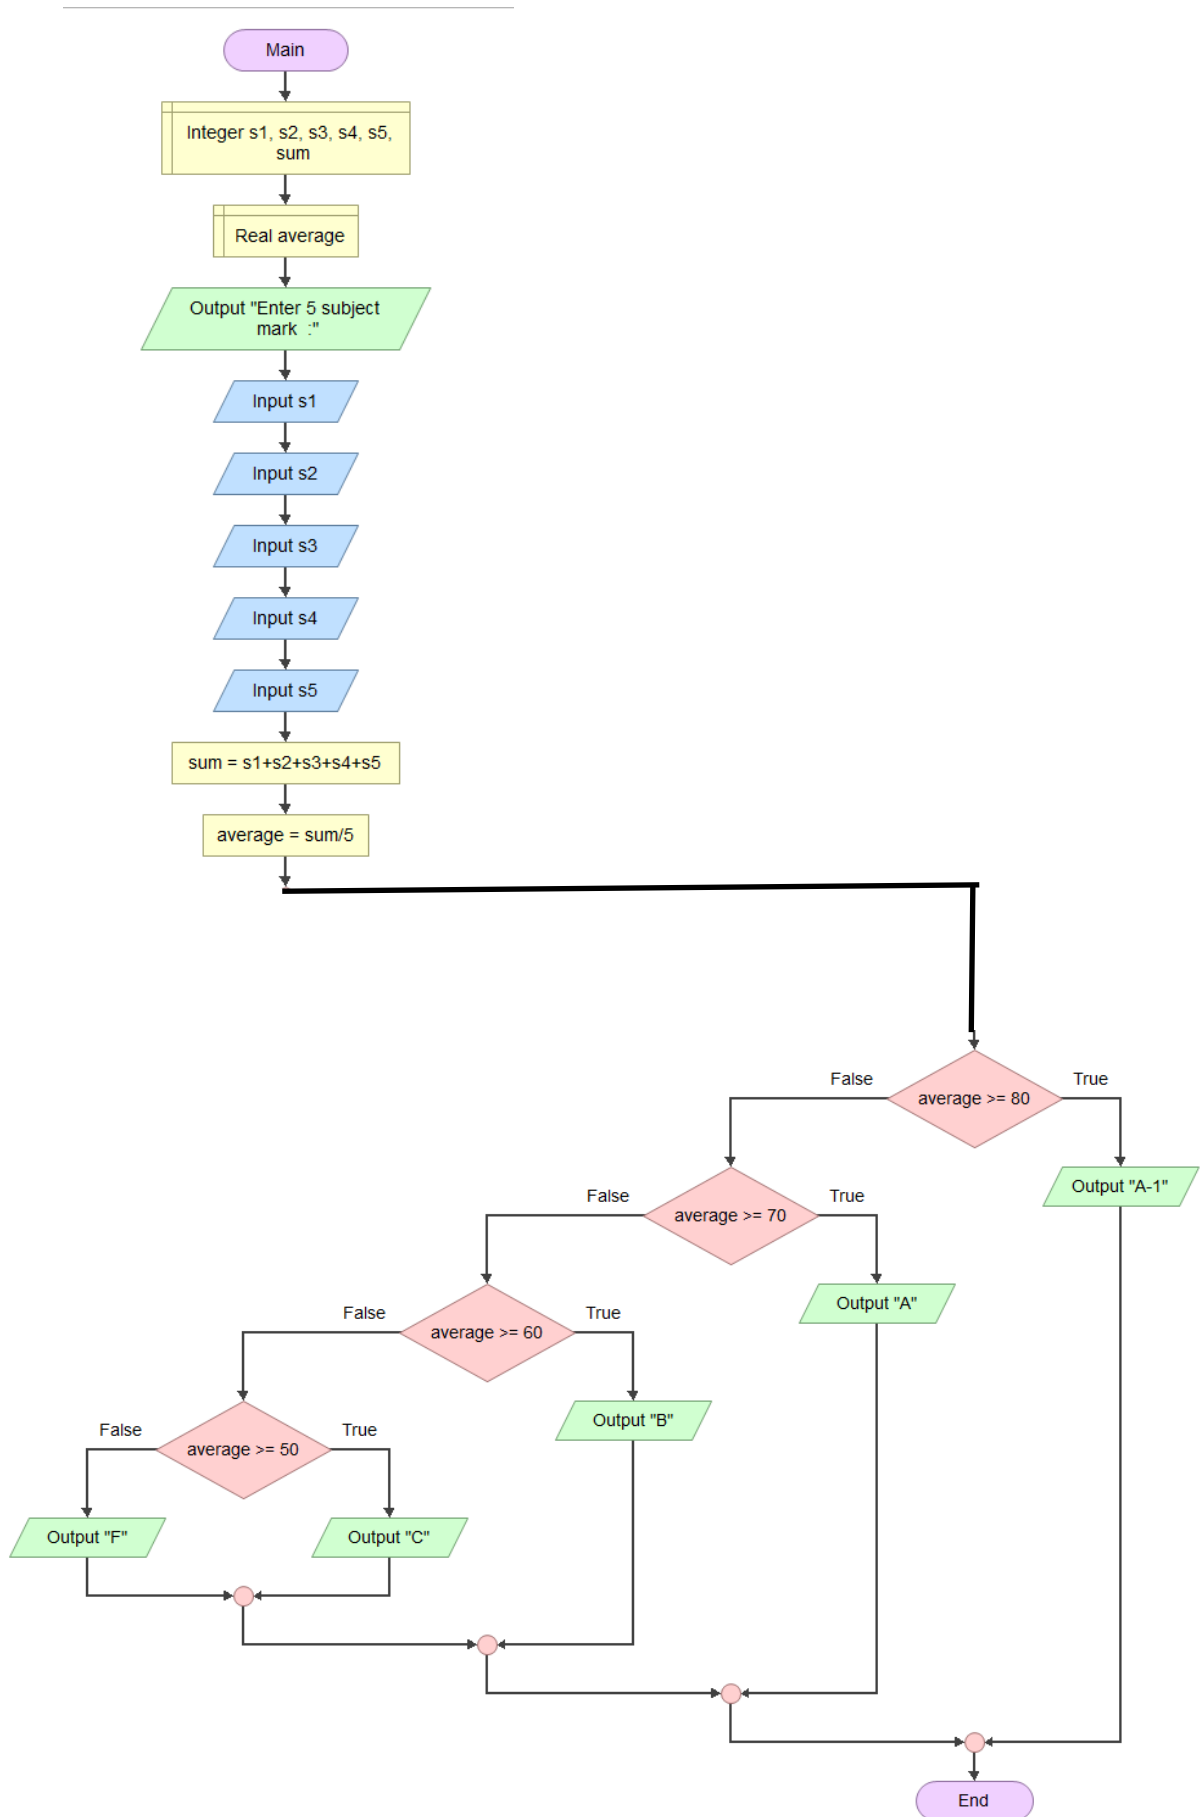 Main
Integer s1, s2, s3, s4, s5,
sum
Real average
Output "Enter 5 subject
mark  :"
Input s1
Input s2
Input s3
Input s4
Input s5
sum = s1+s2+s3+s4+s5
average = sum/5
False
True
average >= 80
Output "A-1"
False
True
average >= 70
Output "A"
False
True
average >= 60
Output "B"
False
True
average >= 50
Output "F"
Output "C"
End